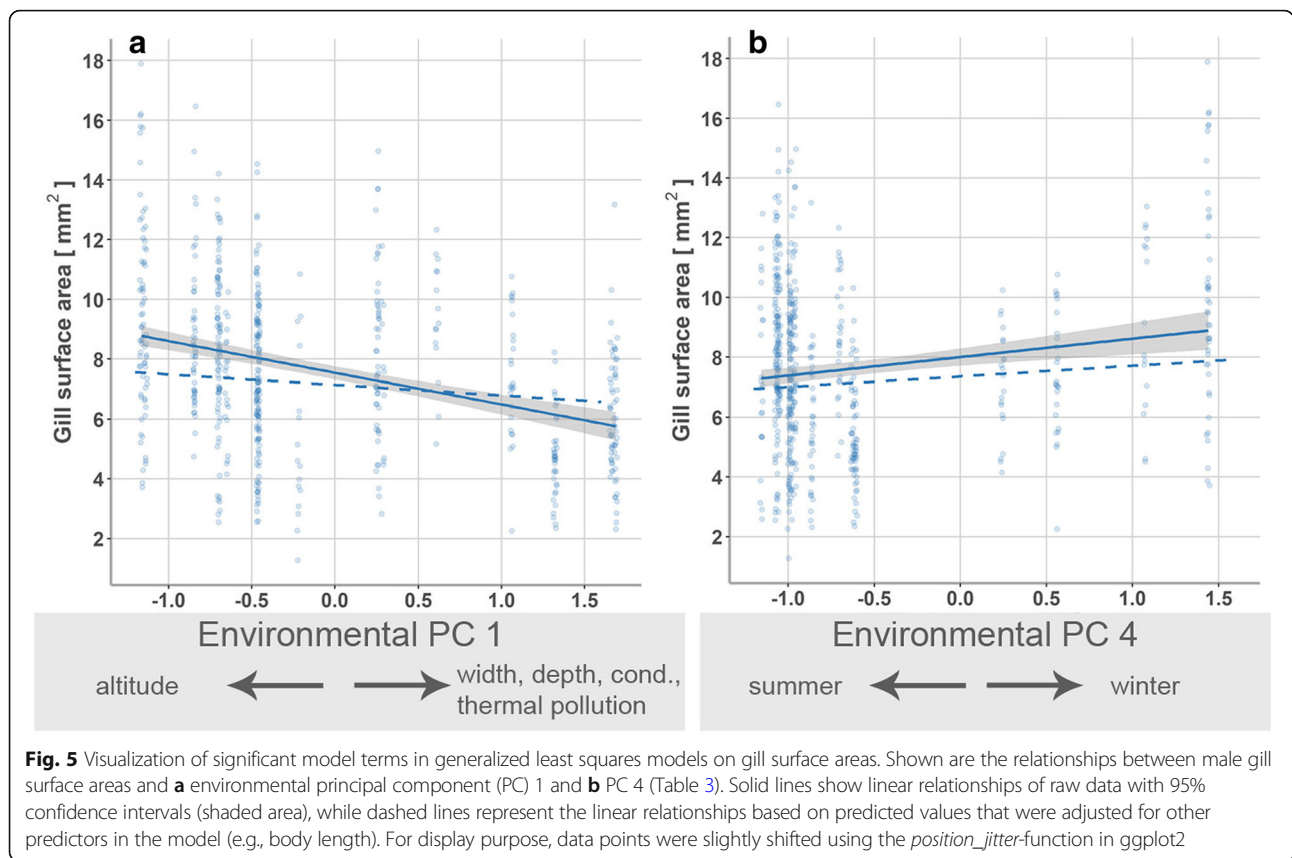 a
18
16
14
12
10
8
6
4
2
Gill surface area [ mm² ]
-1.0 -0.5 0.0 0.5 1.0 1.5
Environmental PC 1
altitude
width, depth, cond.,
thermal pollution
b
18
16
14
12
10
8
6
4
2
Gill surface area [ mm² ]
-1.0 -0.5 0.0 0.5 1.0 1.5
Environmental PC 4
summer
winter
Fig. 5 Visualization of significant model terms in generalized least squares models on gill surface areas. Shown are the relationships between male gill
surface areas and a environmental principal component (PC) 1 and b PC 4 (Table 3). Solid lines show linear relationships of raw data with 95%
confidence intervals (shaded area), while dashed lines represent the linear relationships based on predicted values that were adjusted for other
predictors in the model (e.g., body length). For display purpose, data points were slightly shifted using the position_jitter-function in ggplot2